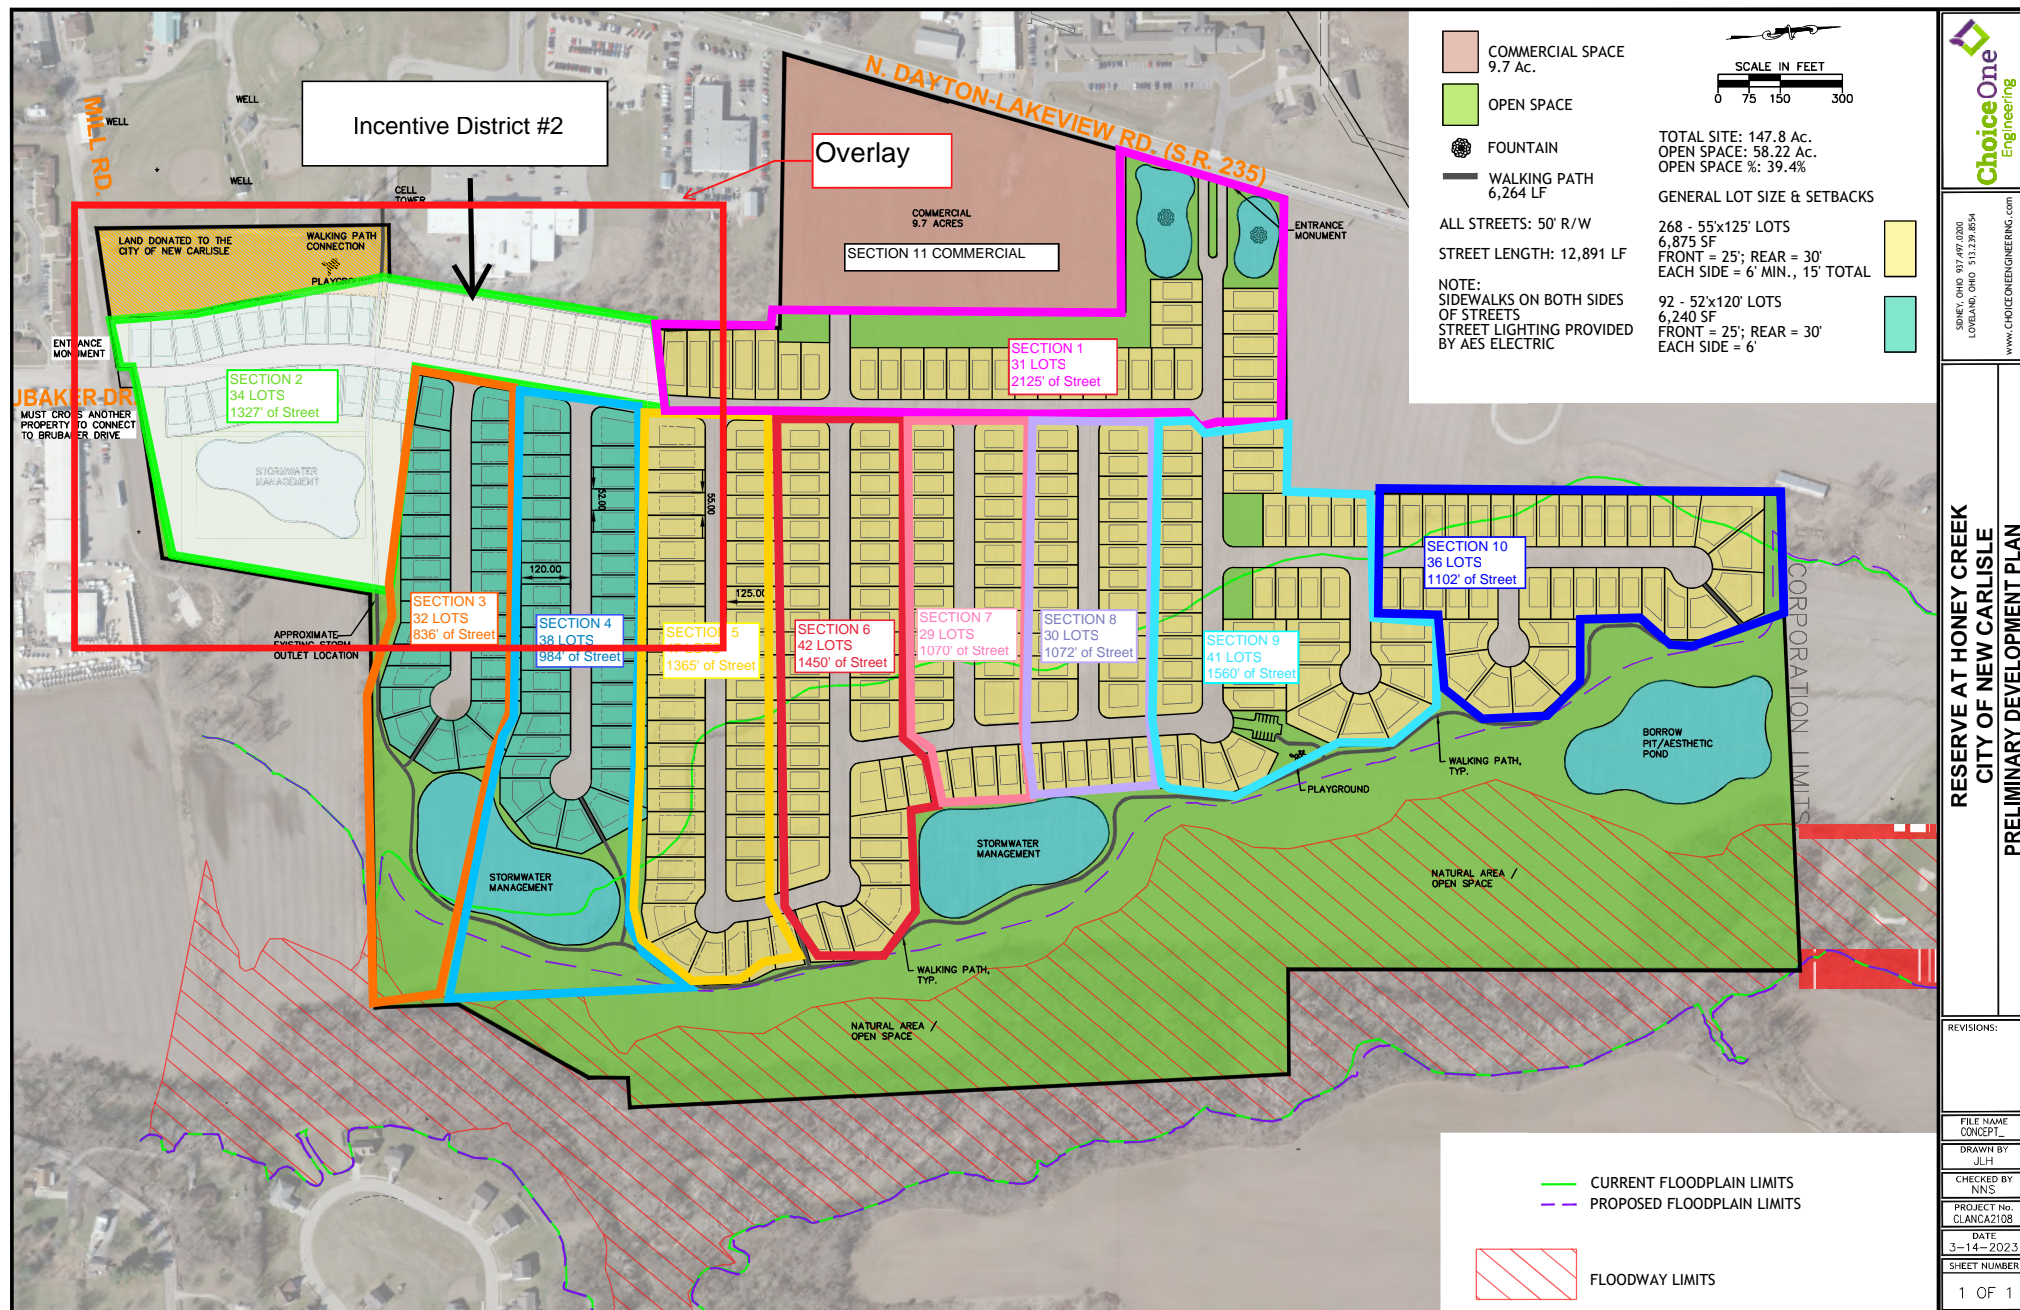 Incentive District #2
Overlay
N. DAYTON-LAKEVIEW RD. (S.R. 235)
MILL RD.
WELL
WELL
WELL
CELL
TOWER
LAND DONATED TO THE
CITY OF NEW CARLISLE
WALKING PATH
CONNECTION
PLAYGROUND
ENTRANCE
MONUMENT
UBAKER DR.
MUST CROSS ANOTHER
PROPERTY TO CONNECT
TO BRUBAKER DRIVE
SECTION 2
34 LOTS
1327' of Street
STORMWATER
MANAGEMENT
APPROXIMATE
EXISTING STORM
OUTLET LOCATION
COMMERCIAL
9.7 ACRES
SECTION 11 COMMERCIAL
ENTRANCE
MONUMENT
SECTION 1
31 LOTS
2125' of Street
52.00
55.00
120.00
125.00
SECTION 3
32 LOTS
836' of Street
SECTION 4
38 LOTS
984' of Street
SECTION 5
LOTS
1365' of Street
SECTION 6
42 LOTS
1450' of Street
SECTION 7
29 LOTS
1070' of Street
SECTION 8
30 LOTS
1072' of Street
SECTION 9
41 LOTS
1560' of Street
SECTION 10
36 LOTS
1102' of Street
STORMWATER
MANAGEMENT
STORMWATER
MANAGEMENT
WALKING PATH,
TYP.
WALKING PATH,
TYP.
PLAYGROUND
BORROW
PIT/AESTHETIC
POND
NATURAL AREA /
OPEN SPACE
NATURAL AREA /
OPEN SPACE
CORPORATION LIMITS
COMMERCIAL SPACE
9.7 Ac.
OPEN SPACE
FOUNTAIN
WALKING PATH
6,264 LF
ALL STREETS: 50' R/W
STREET LENGTH: 12,891 LF
NOTE:
SIDEWALKS ON BOTH SIDES
OF STREETS
STREET LIGHTING PROVIDED
BY AES ELECTRIC
SCALE IN FEET
0 75 150 300
TOTAL SITE: 147.8 Ac.
OPEN SPACE: 58.22 Ac.
OPEN SPACE %: 39.4%
GENERAL LOT SIZE & SETBACKS
268 - 55'x125' LOTS
6,875 SF
FRONT = 25'; REAR = 30'
EACH SIDE = 6' MIN., 15' TOTAL
92 - 52'x120' LOTS
6,240 SF
FRONT = 25'; REAR = 30'
EACH SIDE = 6'
CURRENT FLOODPLAIN LIMITS
PROPOSED FLOODPLAIN LIMITS
FLOODWAY LIMITS
ChoiceOne
Engineering
SIDNEY, OHIO 937.497.0200
LOVELAND, OHIO 513.239.8554
www.CHOICEONEENGINEERING.com
RESERVE AT HONEY CREEK
CITY OF NEW CARLISLE
PRELIMINARY DEVELOPMENT PLAN
REVISIONS:
FILE NAME
CONCEPT_
DRAWN BY
JLH
CHECKED BY
NNS
PROJECT No.
CLANCA2108
DATE
3-14-2023
SHEET NUMBER
1 OF 1